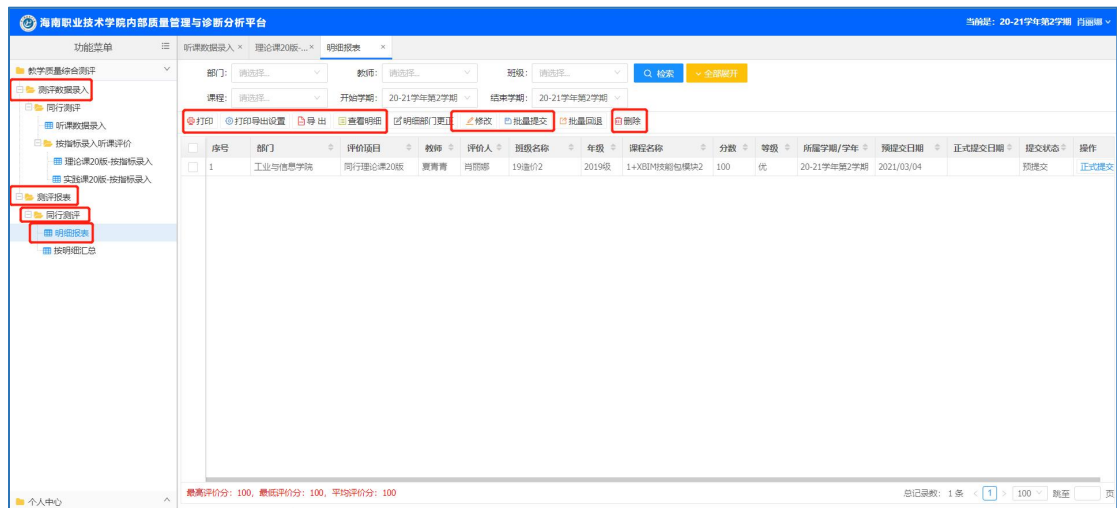 海南职业技术学院内部质量管理与诊断分析平台 当前是: 20-21学年第2学期 肖丽娜
功能菜单 听课数据录入 × 理论课20版-...× 明细报表 ×
教学质量综合测评
测评数据录入
同行测评
听课数据录入
按指标录入听课评价
理论课20版-按指标录入
实践课20版-按指标录入
测评报表
同行测评
明细报表
按明细汇总
个人中心
部门: 请选择... 教师: 请选择... 班级: 请选择... 检索 全部展开
课程: 请选择... 开始学期: 20-21学年第2学期 结束学期: 20-21学年第2学期
打印 打印导出设置 导 出 查看明细 明细部门更正 修改 批量提交 批量回退 删除
序号 部门 评价项目 教师 评价人 班级名称 年级 课程名称 分数 等级 所属学期/学年 预提交日期 正式提交日期 提交状态 操作
1 工业与信息学院 同行理论课20版 夏青青 肖丽娜 19造价2 2019级 1+XBIM技能包模块2 100 优 20-21学年第2学期 2021/03/04 预提交 正式提交
最高评价分: 100, 最低评价分: 100, 平均评价分: 100
总记录数: 1 条 < 1 > 100 跳至 页